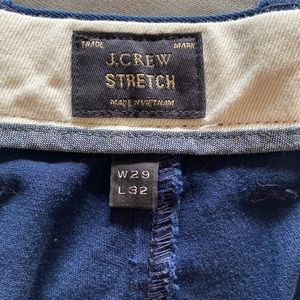 TRADE MARK
J.CREW
STRETCH
MADE IN VIETNAM
W29
L32